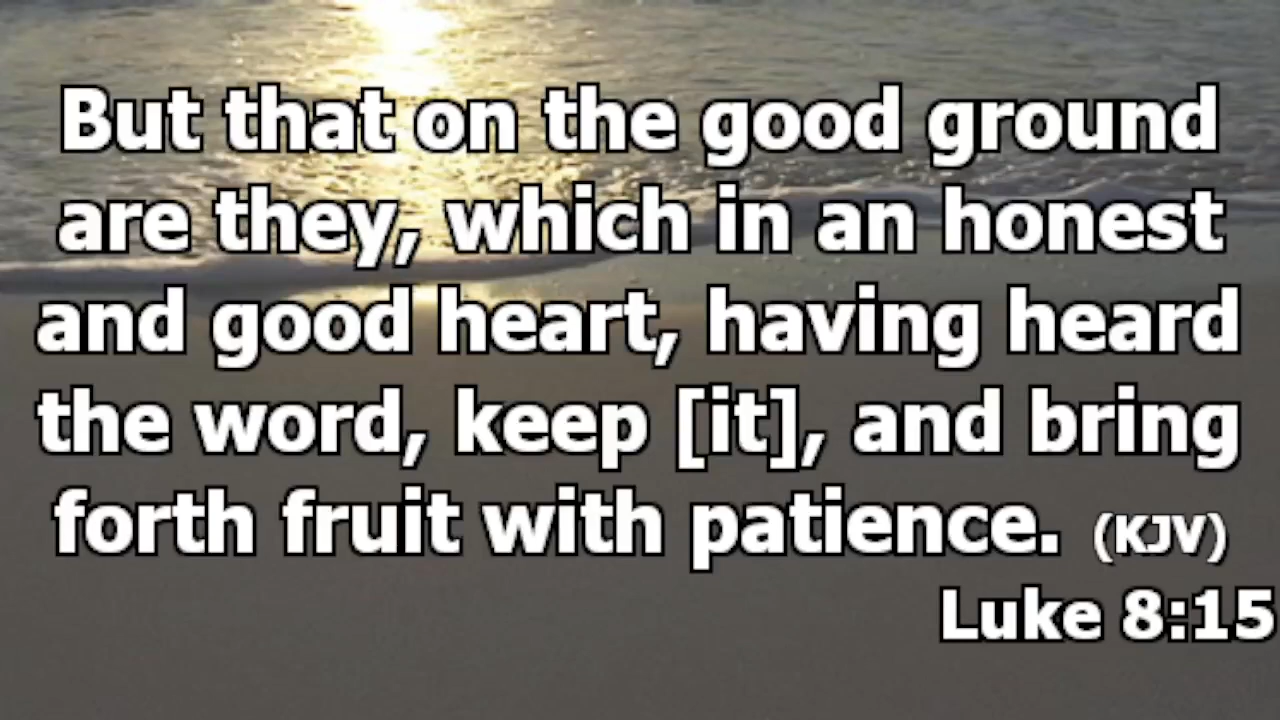 But that on the good ground
are they, which in an honest
and good heart, having heard
the word, keep [it], and bring
forth fruit with patience. (KJV)
Luke 8:15